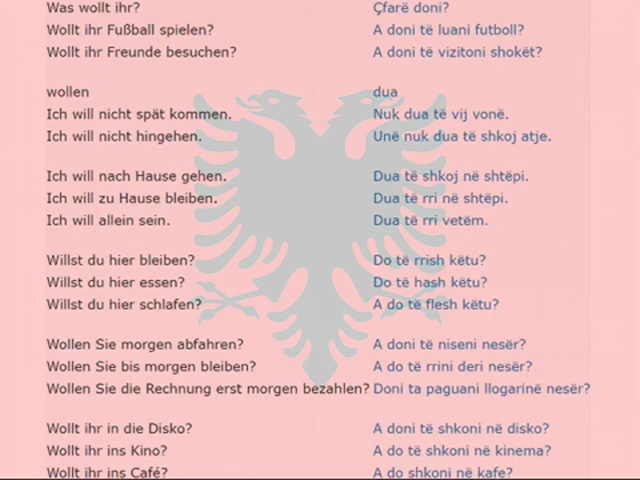 Was wollt ihr? Çfarë doni?
Wollt ihr Fußball spielen? A doni të luani futboll?
Wollt ihr Freunde besuchen? A doni të vizitoni shokët?
wollen dua
Ich will nicht spät kommen. Nuk dua të vij vonë.
Ich will nicht hingehen. Unë nuk dua të shkoj atje.
Ich will nach Hause gehen. Dua të shkoj në shtëpi.
Ich will zu Hause bleiben. Dua të rri në shtëpi.
Ich will allein sein. Dua të rri vetëm.
Willst du hier bleiben? Do të rrish këtu?
Willst du hier essen? Do të hash këtu?
Willst du hier schlafen? A do të flesh këtu?
Wollen Sie morgen abfahren? A doni të niseni nesër?
Wollen Sie bis morgen bleiben? A do të rrini deri nesër?
Wollen Sie die Rechnung erst morgen bezahlen? Doni ta paguani llogarinë nesër?
Wollt ihr in die Disko? A doni të shkoni në disko?
Wollt ihr ins Kino? A do të shkoni në kinema?
Wollt ihr ins Café? A do shkoni në kafe?